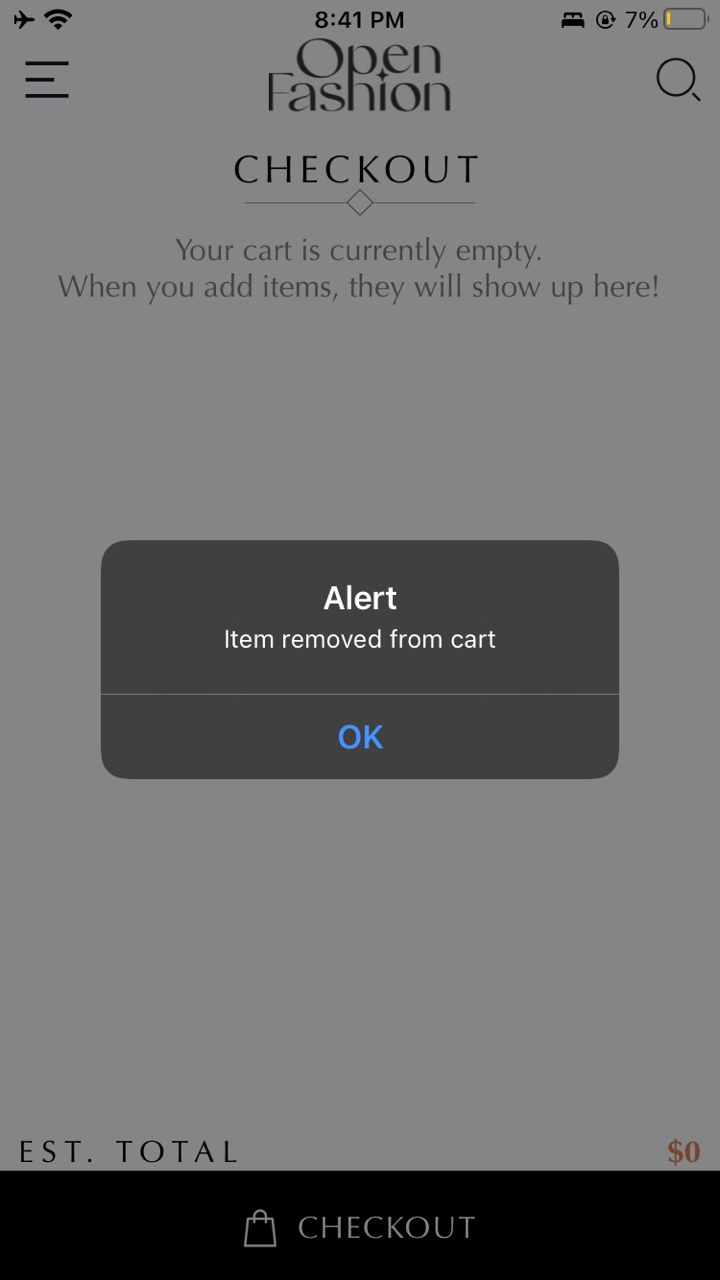 8:41 PM
7%
Open
Fashion
CHECKOUT
Your cart is currently empty.
When you add items, they will show up here!
Alert
Item removed from cart
OK
EST. TOTAL
$0
CHECKOUT